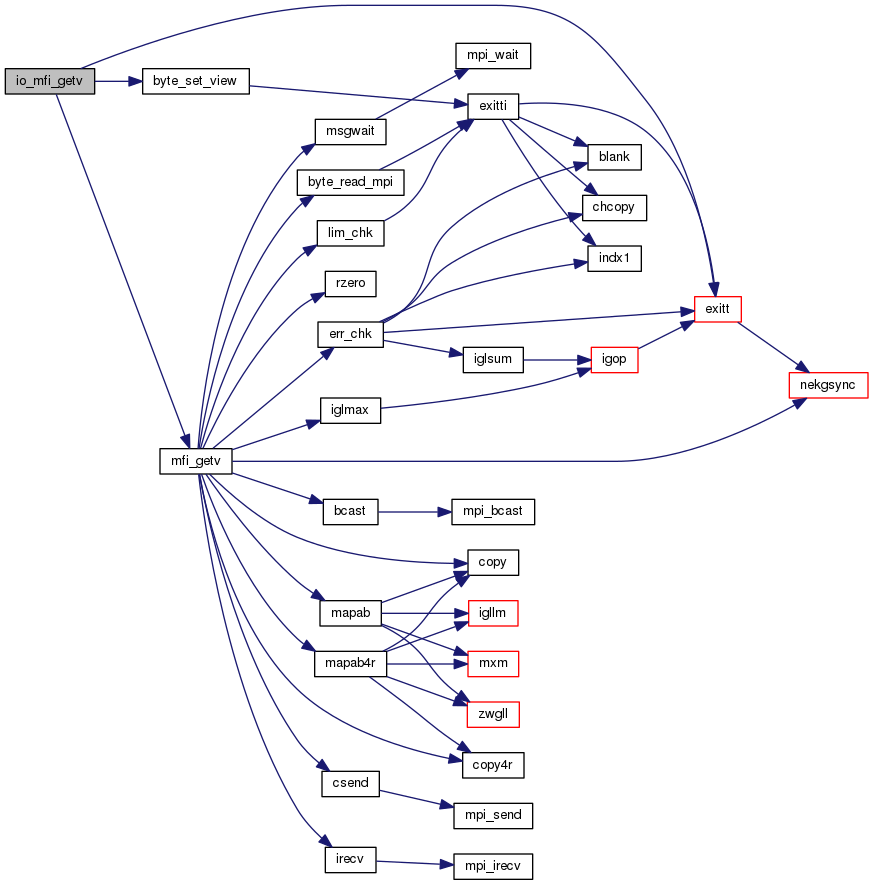 io_mfi_getv
byte_set_view
mpi_wait
exitti
msgwait
blank
byte_read_mpi
chcopy
lim_chk
indx1
rzero
exitt
err_chk
iglsum
igop
nekgsync
iglmax
mfi_getv
bcast
mpi_bcast
copy
mapab
igllm
mapab4r
mxm
zwgll
copy4r
csend
mpi_send
irecv
mpi_irecv